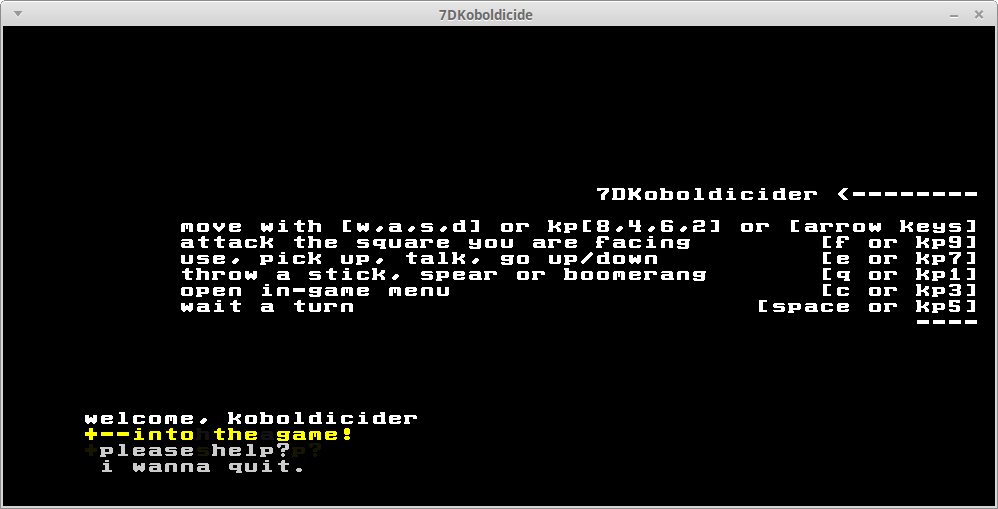 7DKoboldicide
7DKoboldicider <--------
move with [w,a,s,d] or kp[8,4,6,2] or [arrow keys]
attack the square you are facing [f or kp9]
use, pick up, talk, go up/down [e or kp7]
throw a stick, spear or boomerang [q or kp1]
open in-game menu [c or kp3]
wait a turn [space or kp5]
----
welcome, koboldicider
+--into the game!
please help?
i wanna quit.